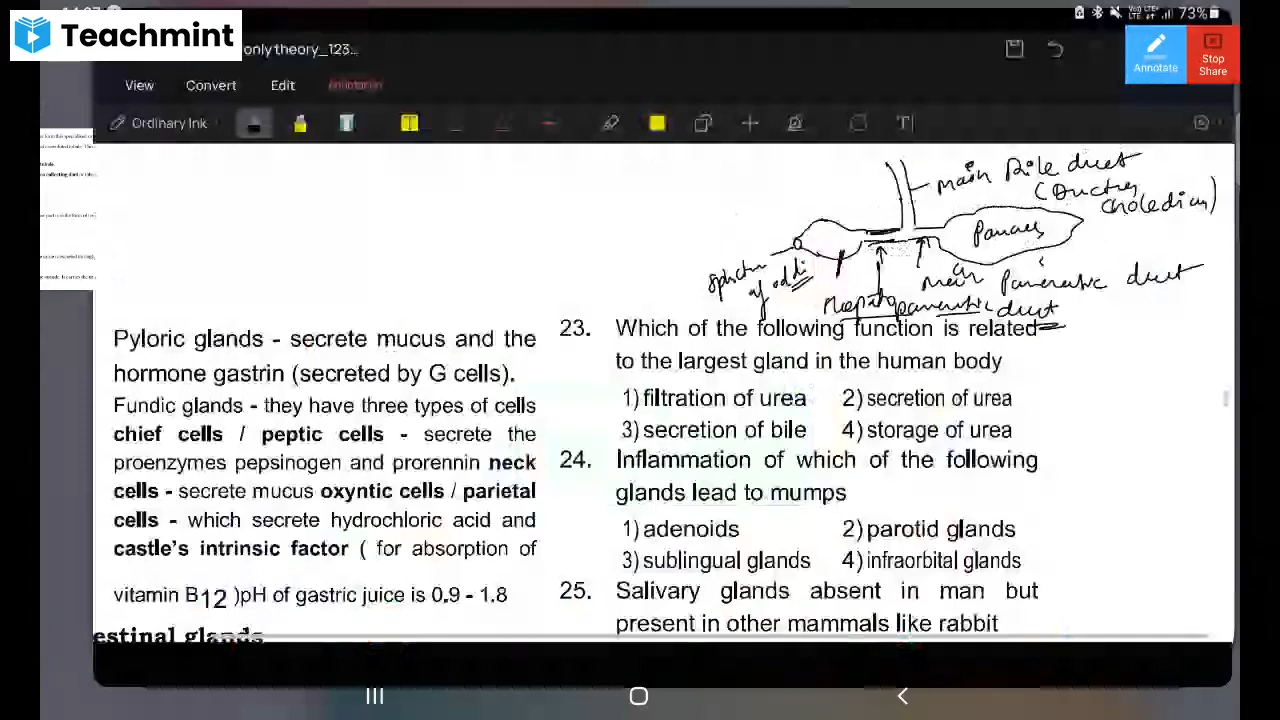 Teachmint
onlytheory_123...
73%
View Convert Edit Annotation
Annotate
Stop Share
Ordinary Ink
main Bile duct
(Ductus
choledicus)
Pancreas
sphincter
of oddi
main pancreatic duct
Hepato pancreatic duct
Pyloric glands - secrete mucus and the
hormone gastrin (secreted by G cells).
Fundic glands - they have three types of cells
chief cells / peptic cells - secrete the
proenzymes pepsinogen and prorennin neck
cells - secrete mucus oxyntic cells / parietal
cells - which secrete hydrochloric acid and
castle's intrinsic factor ( for absorption of
vitamin B12 )pH of gastric juice is 0.9 - 1.8
estinal glands
23. Which of the following function is related
to the largest gland in the human body
1) filtration of urea 2) secretion of urea
3) secretion of bile 4) storage of urea
24. Inflammation of which of the following
glands lead to mumps
1) adenoids 2) parotid glands
3) sublingual glands 4) infraorbital glands
25. Salivary glands absent in man but
present in other mammals like rabbit